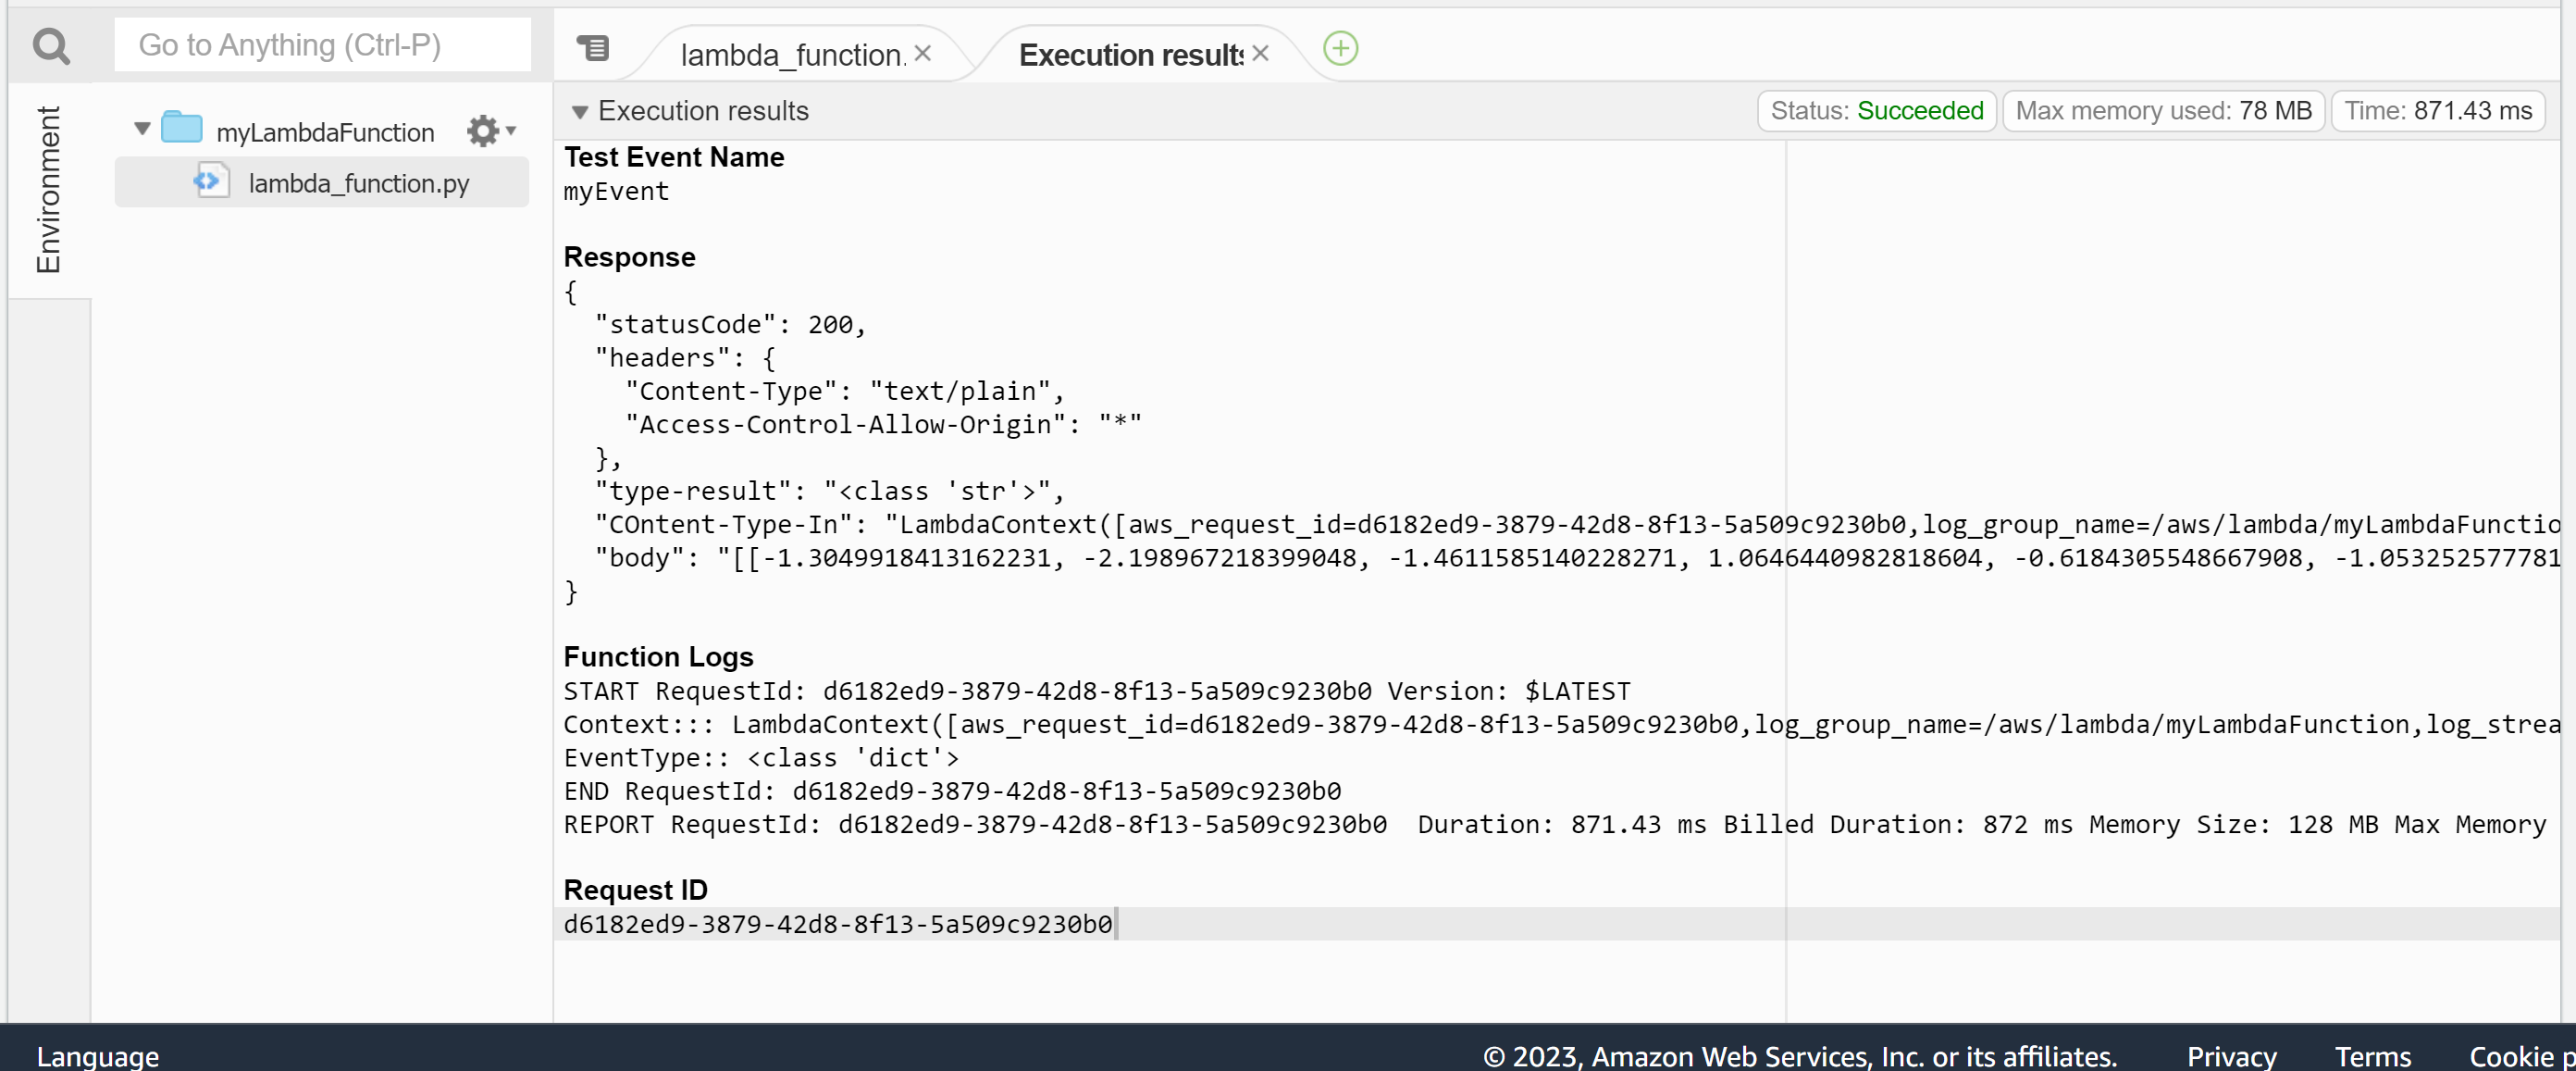 Go to Anything (Ctrl-P)
lambda_function.
Execution results
Environment
myLambdaFunction
lambda_function.py
Execution results
Status: Succeeded
Max memory used: 78 MB
Time: 871.43 ms
Test Event Name
myEvent
Response
{
"statusCode": 200,
"headers": {
"Content-Type": "text/plain",
"Access-Control-Allow-Origin": "*"
},
"type-result": "<class 'str'>",
"COntent-Type-In": "LambdaContext([aws_request_id=d6182ed9-3879-42d8-8f13-5a509c9230b0,log_group_name=/aws/lambda/myLambdaFunctio
"body": "[[-1.3049918413162231, -2.198967218399048, -1.4611585140228271, 1.0646440982818604, -0.6184305548667908, -1.053252577781
}
Function Logs
START RequestId: d6182ed9-3879-42d8-8f13-5a509c9230b0 Version: $LATEST
Context::: LambdaContext([aws_request_id=d6182ed9-3879-42d8-8f13-5a509c9230b0,log_group_name=/aws/lambda/myLambdaFunction,log_strea
EventType:: <class 'dict'>
END RequestId: d6182ed9-3879-42d8-8f13-5a509c9230b0
REPORT RequestId: d6182ed9-3879-42d8-8f13-5a509c9230b0 Duration: 871.43 ms Billed Duration: 872 ms Memory Size: 128 MB Max Memory
Request ID
d6182ed9-3879-42d8-8f13-5a509c9230b0
Language
© 2023, Amazon Web Services, Inc. or its affiliates.
Privacy
Terms
Cookie p